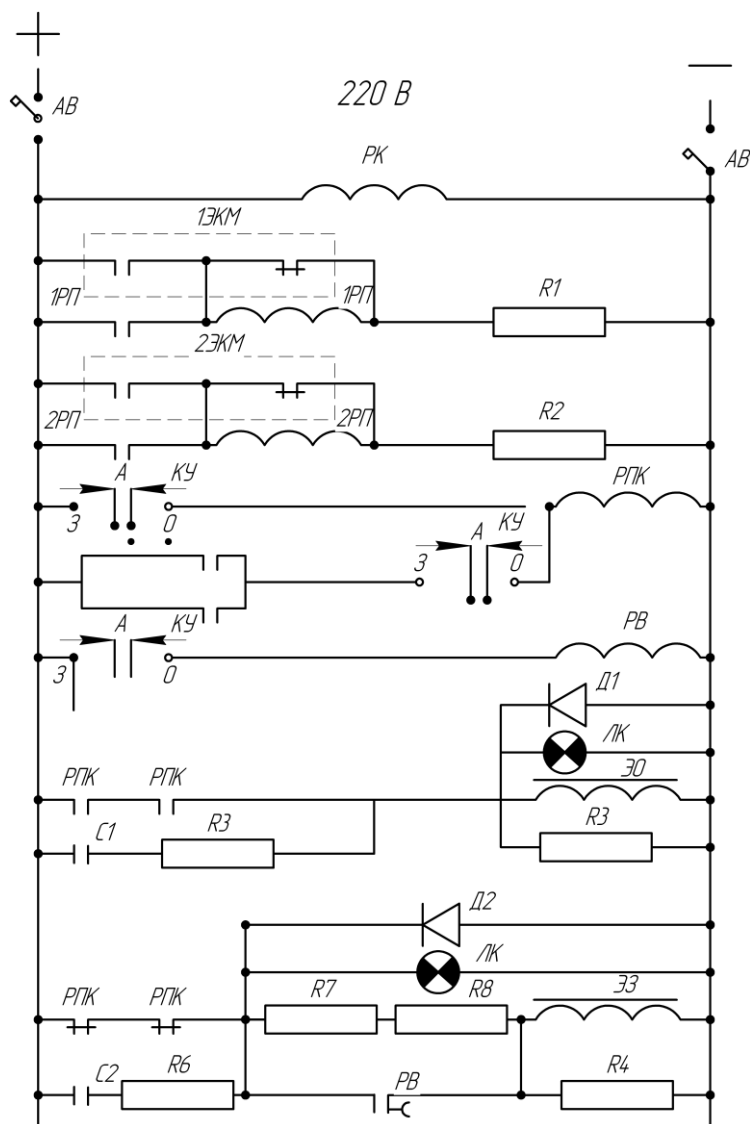 220 В
АВ
АВ
РК
1ЭКМ
1РП
1РП
R1
2ЭКМ
2РП
2РП
R2
А
КУ
РПК
З
О
А
КУ
З
О
А
КУ
РВ
З
О
Д1
ЛК
РПК
РПК
ЭО
С1
R3
R3
Д2
ЛК
РПК
РПК
R7
R8
ЭЗ
С2
R6
РВ
R4